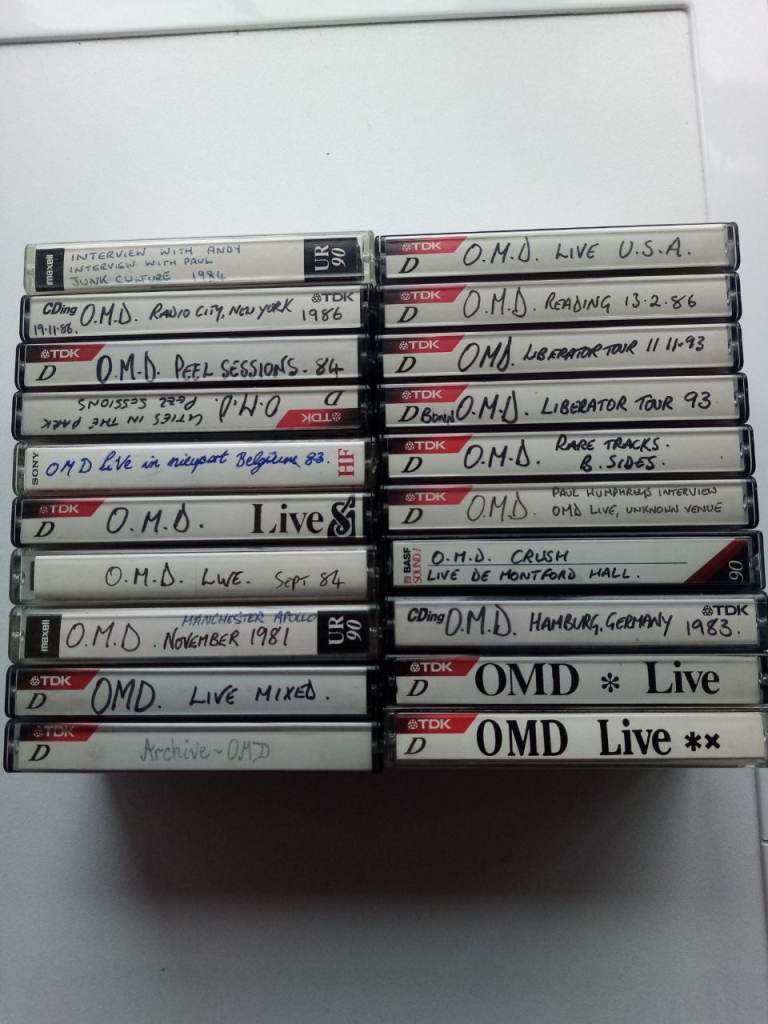 maxell
INTERVIEW WITH ANDY
INTERVIEW WITH PAUL
JUNK CULTURE 1984
UR 90
CDing O.M.D. RADIO CITY, NEW YORK 1986 TDK
19·11·86.
TDK
D O.M.D. PEEL SESSIONS. 84
TDK
D O.M.D. PEEL SESSIONS
CITIES IN THE PARK
SONY OMD Live in nieuport Belgium 83. HF
TDK
D O.M.D. Live
O.M.D. LIVE. SEPT 84
maxell
MANCHESTER APOLLO
O.M.D. NOVEMBER 1981
UR 90
TDK
D OMD. LIVE MIXED.
TDK
D Archive~OMD
TDK
D O.M.D. LIVE U.S.A.
TDK
D O.M.D. READING 13·2·86
TDK
D OMD. LIBERATOR TOUR 11 11·93
TDK
D BONN O.M.D. LIBERATOR TOUR 93
TDK
D O.M.D. RARE TRACKS.
B. SIDES.
TDK
D O.M.D. PAUL HUMPHRYS INTERVIEW
OMD LIVE, UNKNOWN VENUE
BASF
SOUND I
O.M.D. CRUSH
LIVE DE MONTFORD HALL.
90
CDing O.M.D. HAMBURG, GERMANY 1983. TDK
TDK
D OMD * Live
TDK
D OMD Live **